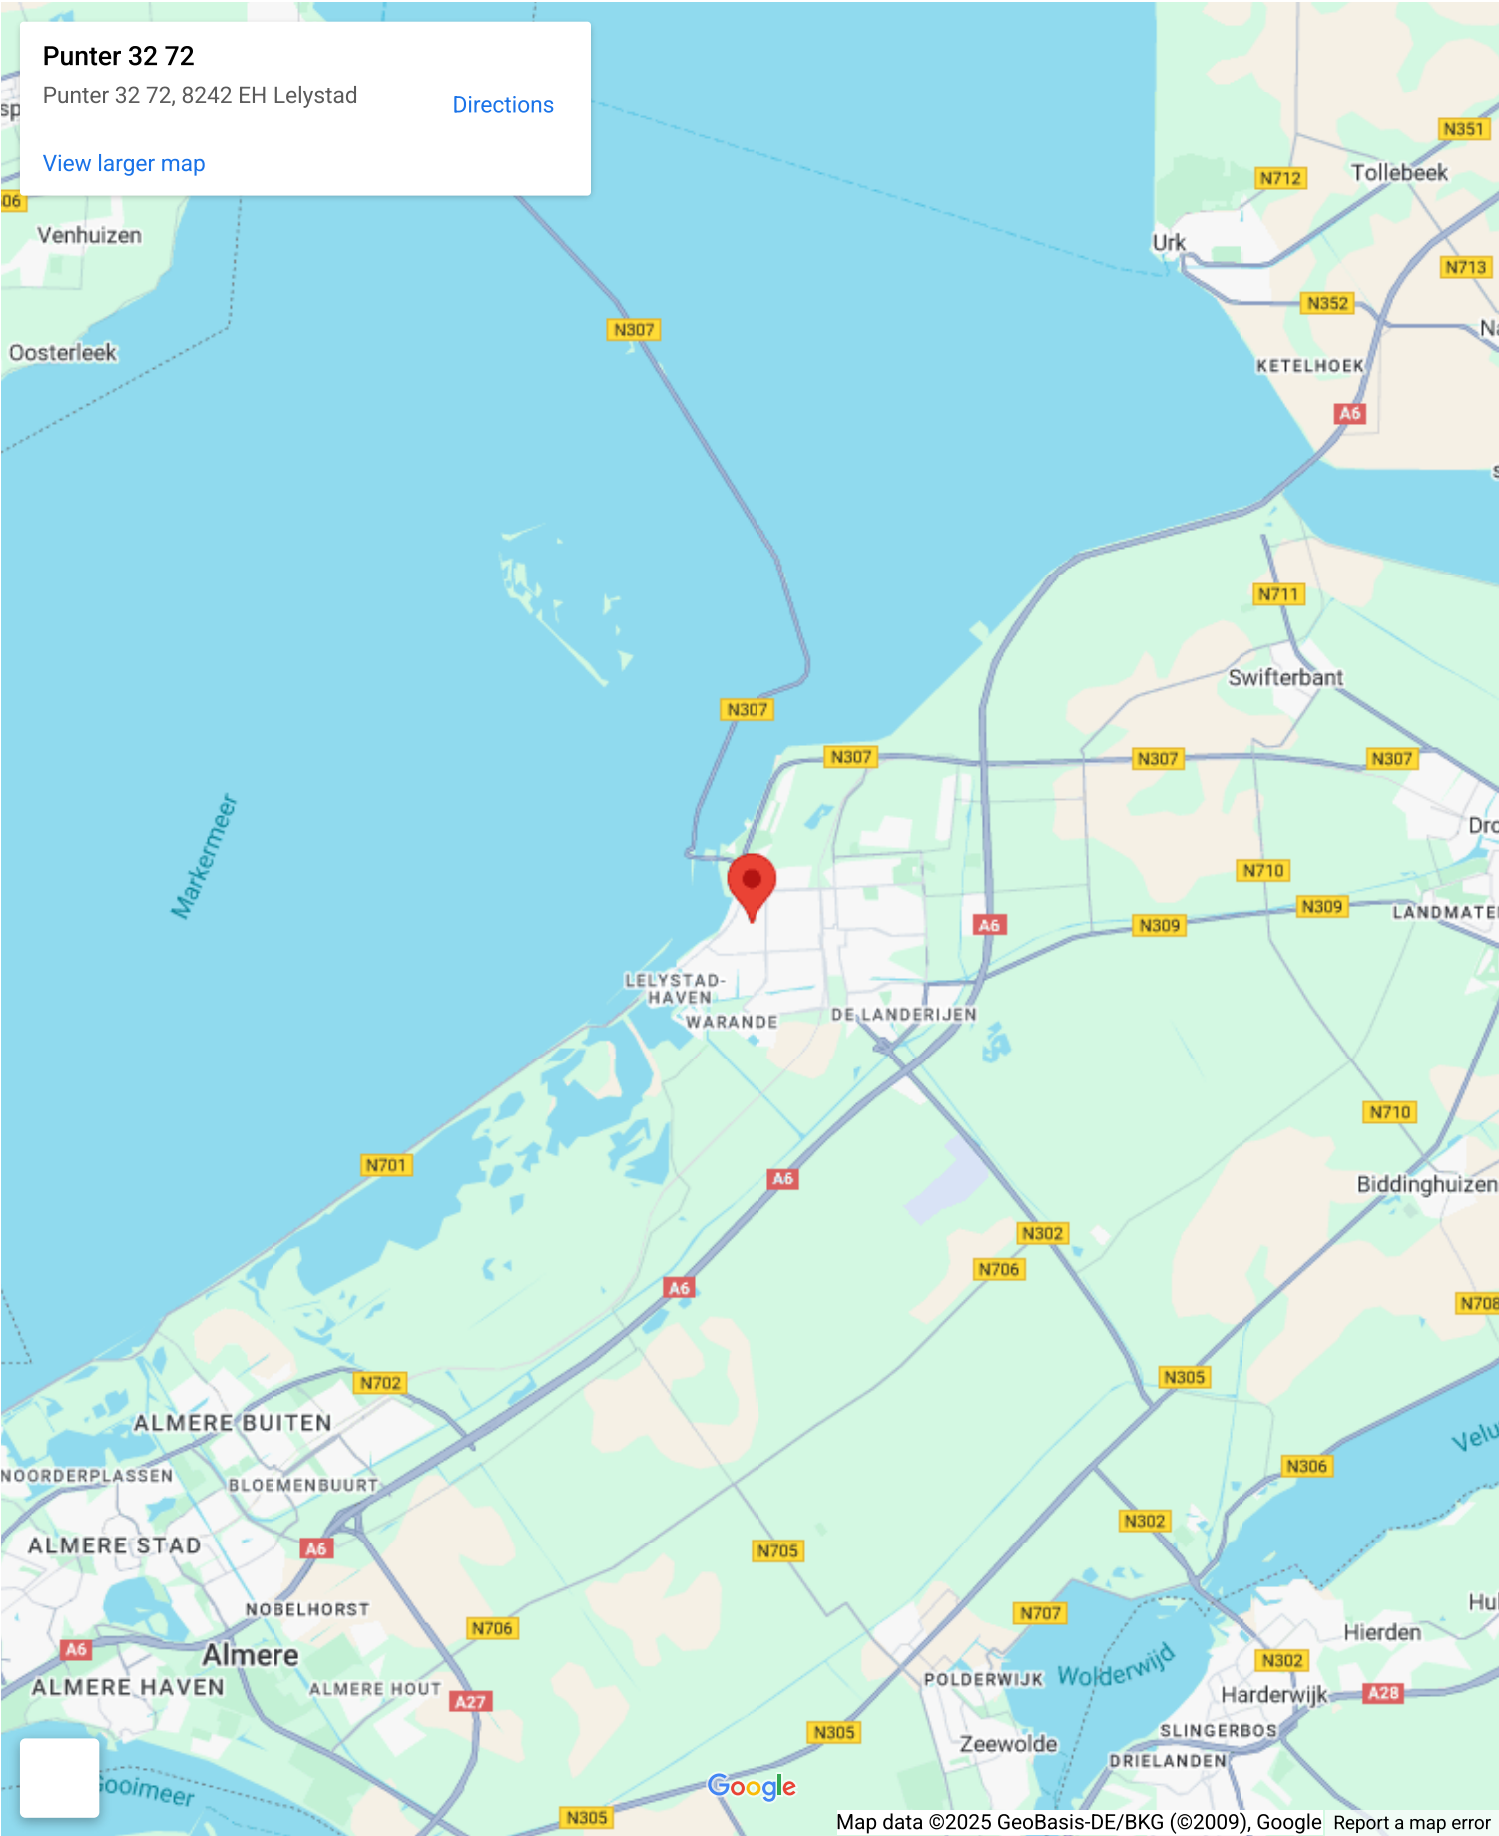 Punter 32 72
Punter 32 72, 8242 EH Lelystad
Directions
View larger map
N351
Tollebeek
N712
Venhuizen
Urk
N713
N352
N307
Oosterleek
KETELHOEK
A6
N711
Swifterbant
N307
N307
N307
N307
Markermeer
N710
N309
LANDMATE
A6
N309
LELYSTAD-
HAVEN
WARANDE
DE LANDERIJEN
N710
N701
A6
Biddinghuizen
N302
N706
A6
N708
N305
N702
ALMERE BUITEN
Velu
N306
NOORDERPLASSEN
BLOEMENBUURT
N302
ALMERE STAD
A6
N705
NOBELHORST
N707
N706
Hierden
A6
Almere
N302
Wolderwijd
POLDERWIJK
ALMERE HAVEN
ALMERE HOUT
A27
Harderwijk
A28
SLINGERBOS
N305
Zeewolde
DRIELANDEN
Gooimeer
Google
N305
Map data ©2025 GeoBasis-DE/BKG (©2009), Google
Report a map error